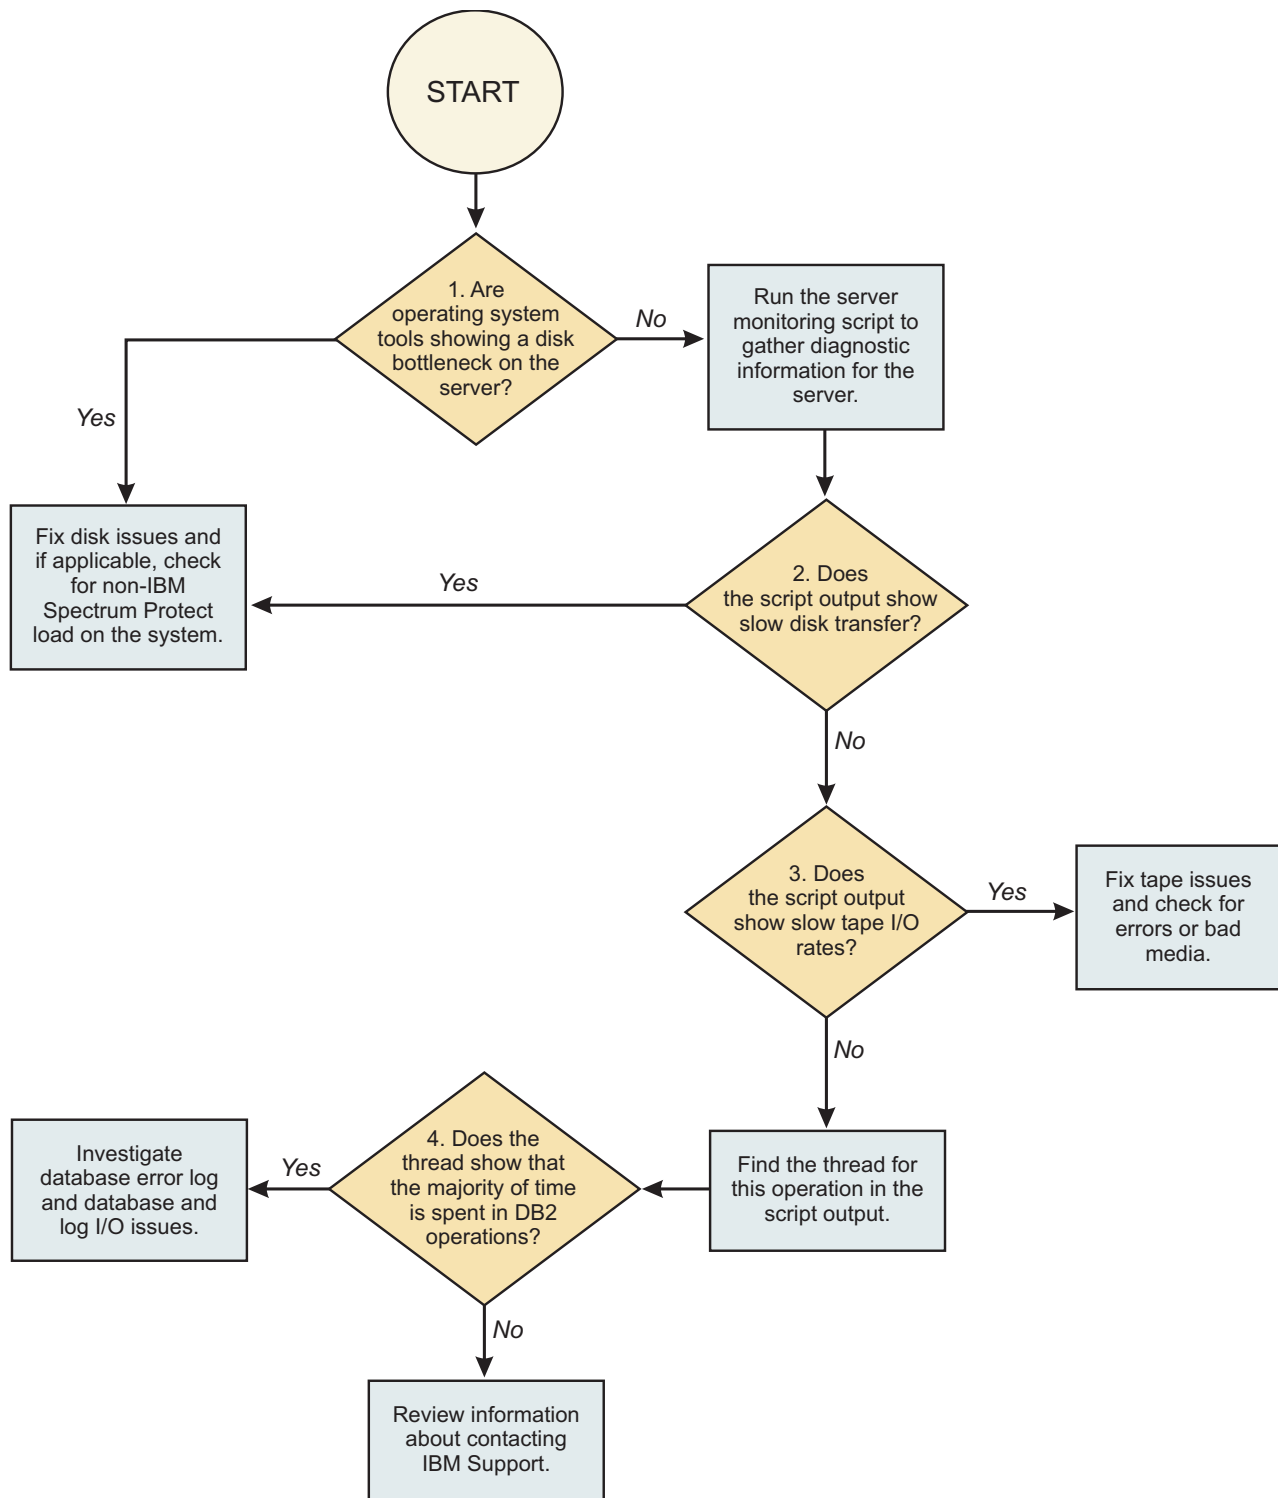 START
1. Are
operating system
tools showing a disk
bottleneck on the
server?
No
Run the server
monitoring script to
gather diagnostic
information for the
server.
Yes
Fix disk issues and
if applicable, check
for non-IBM
Spectrum Protect
load on the system.
Yes
2. Does
the script output show
slow disk transfer?
No
3. Does
the script output
show slow tape I/O
rates?
Yes
Fix tape issues
and check for
errors or bad
media.
No
Find the thread for
this operation in the
script output.
4. Does the
thread show that
the majority of time
is spent in DB2
operations?
Yes
Investigate
database error log
and database and
log I/O issues.
No
Review information
about contacting
IBM Support.